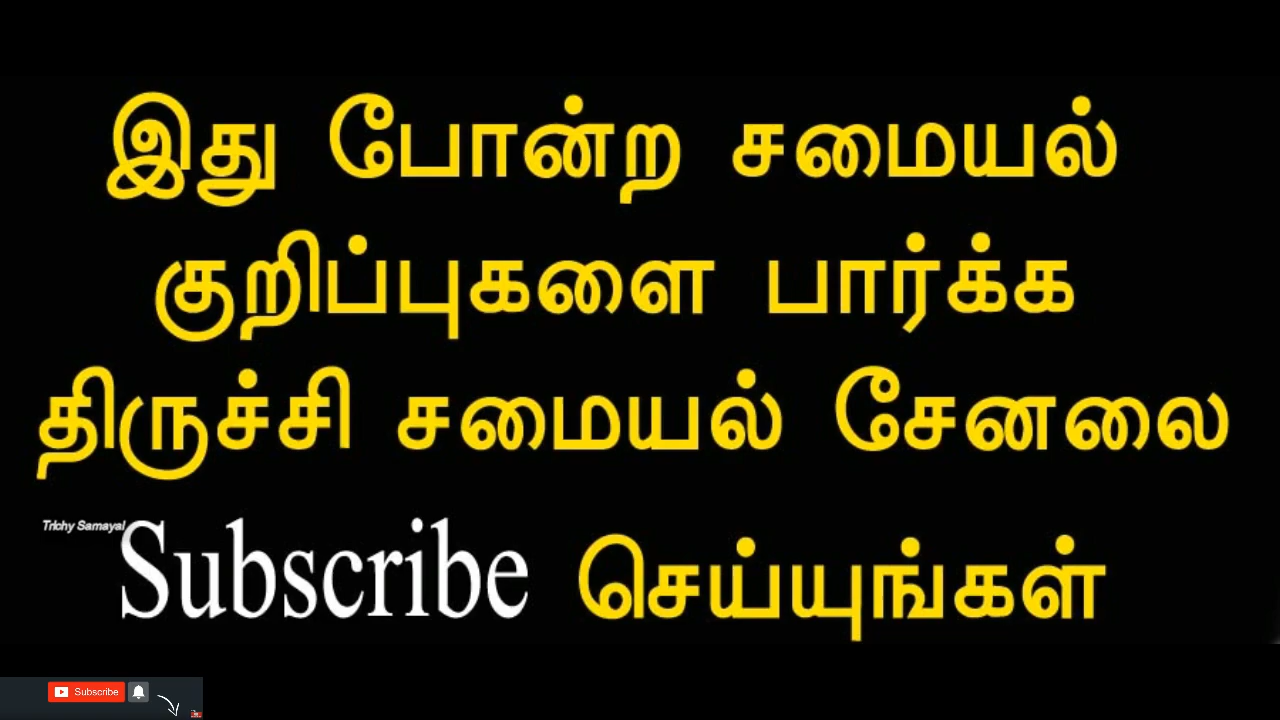 இது போன்ற சமையல்
குறிப்புகளை பார்க்க
திருச்சி சமையல் சேனலை
Trichy Samayal
Subscribe செய்யுங்கள்
Subscribe